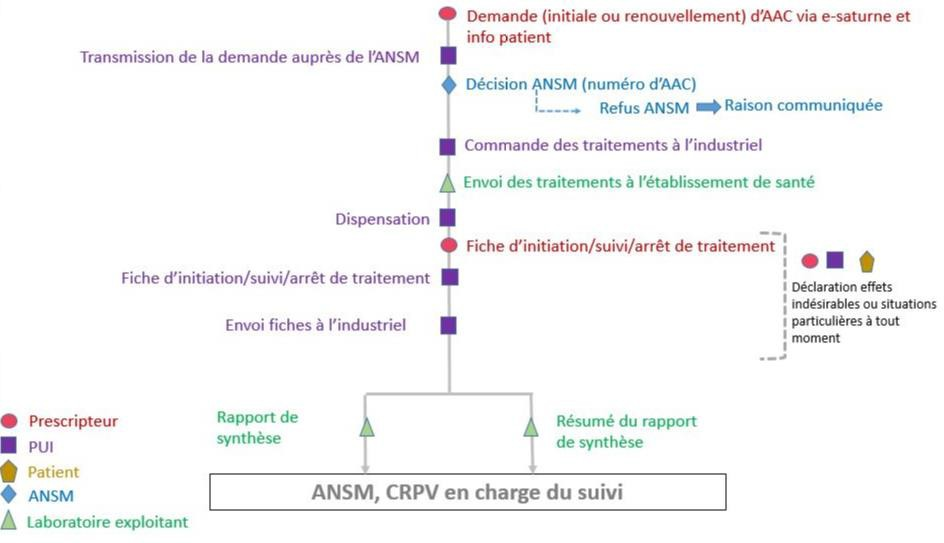 Demande (initiale ou renouvellement) d'AAC via e-saturne et
info patient
Transmission de la demande auprès de l'ANSM
Décision ANSM (numéro d'AAC)
Refus ANSM
Raison communiquée
Commande des traitements à l'industriel
Envoi des traitements à l'établissement de santé
Dispensation
Fiche d'initiation/suivi/arrêt de traitement
Fiche d'initiation/suivi/arrêt de traitement
Déclaration effets
indésirables ou situations
particulières à tout
moment
Envoi fiches à l'industriel
Rapport de
synthèse
Résumé du rapport
de synthèse
ANSM, CRPV en charge du suivi
Prescripteur
PUI
Patient
ANSM
Laboratoire exploitant